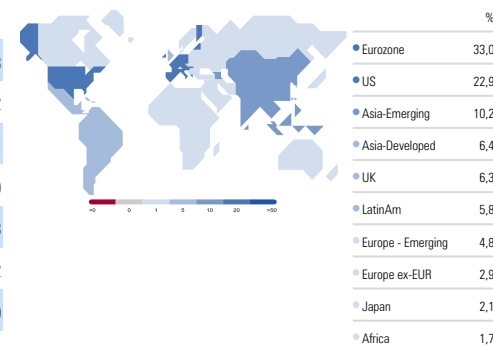 %
Eurozone 33,0
US 22,9
Asia-Emerging 10,2
Asia-Developed 6,4
UK 6,3
LatinAm 5,8
Europe - Emerging 4,8
Europe ex-EUR 2,9
Japan 2,1
Africa 1,7
<0 0 1 5 10 20 >50